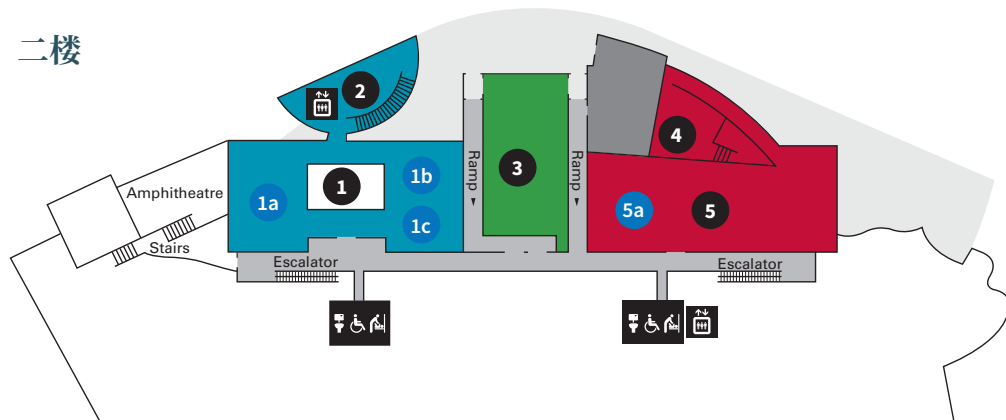 二楼
2
1
1a
1b
1c
Ramp
3
Ramp
4
5a
5
Amphitheatre
Stairs
Escalator
Escalator